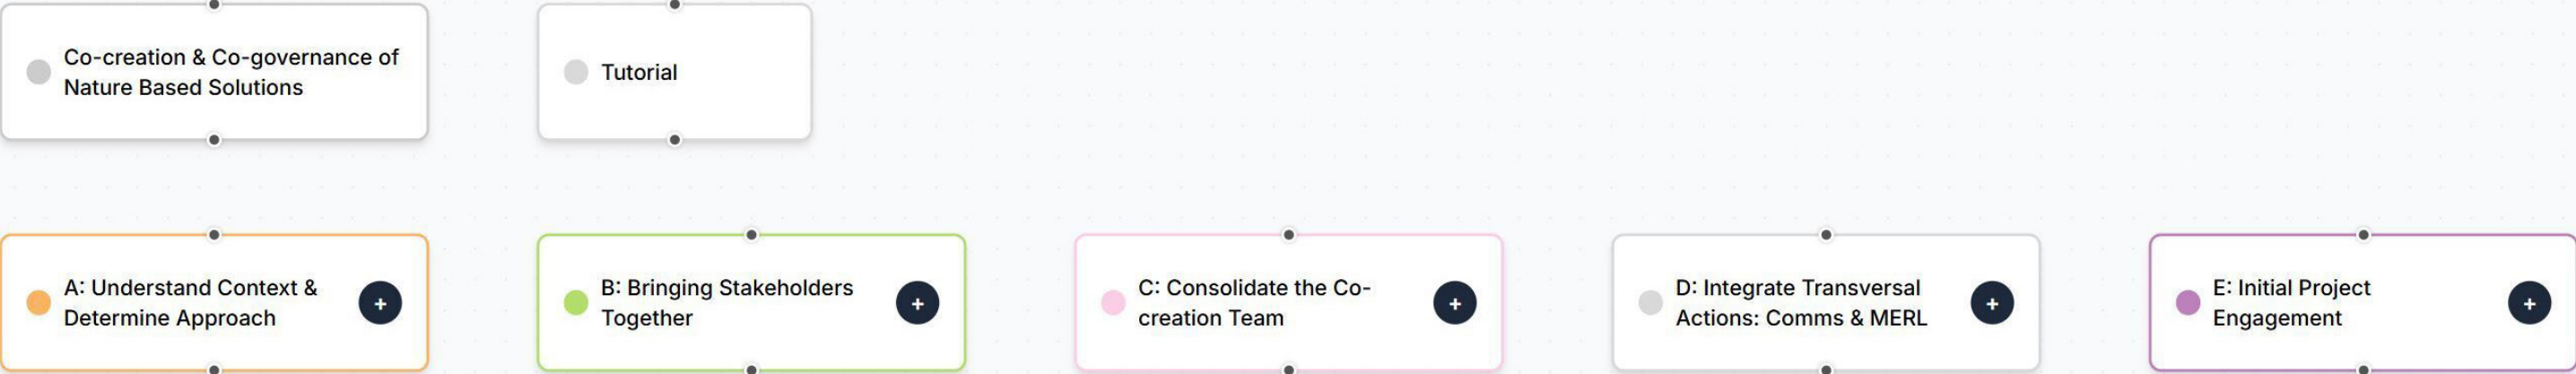 Co-creation & Co-governance of
Nature Based Solutions
Tutorial
A: Understand Context &
Determine Approach
+
B: Bringing Stakeholders
Together
+
C: Consolidate the Co-
creation Team
+
D: Integrate Transversal
Actions: Comms & MERL
+
E: Initial Project
Engagement
+